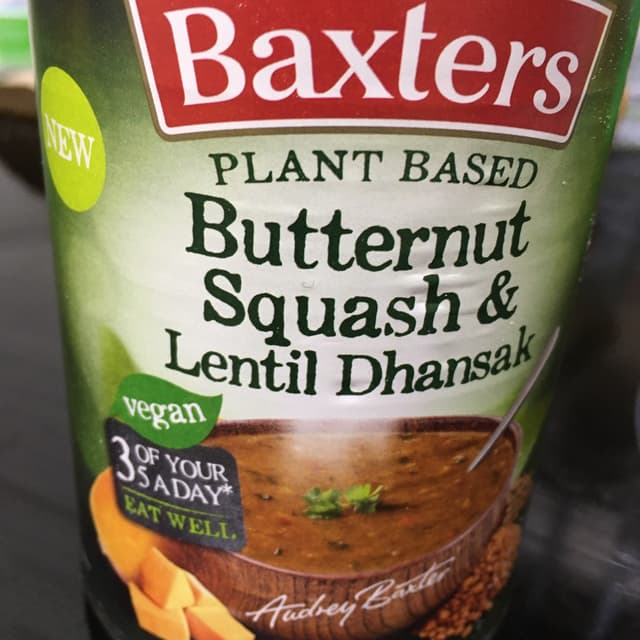 Baxters
NEW
PLANT BASED
Butternut
Squash &
Lentil Dhansak
vegan
3 OF YOUR
5 A DAY*
EAT WELL
Audrey Baxter